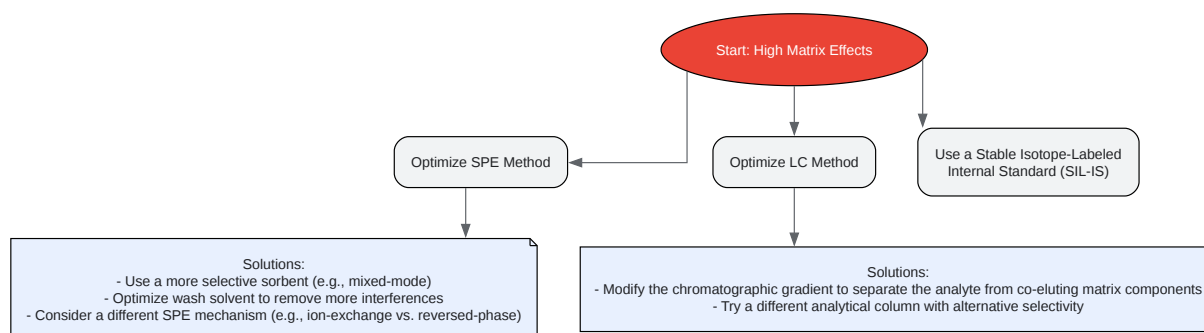 Start: High Matrix Effects
Optimize SPE Method
Optimize LC Method
Use a Stable Isotope-Labeled
Internal Standard (SIL-IS)
Solutions:
- Use a more selective sorbent (e.g., mixed-mode)
- Optimize wash solvent to remove more interferences
- Consider a different SPE mechanism (e.g., ion-exchange vs. reversed-phase)
Solutions:
- Modify the chromatographic gradient to separate the analyte from co-eluting matrix components
- Try a different analytical column with alternative selectivity